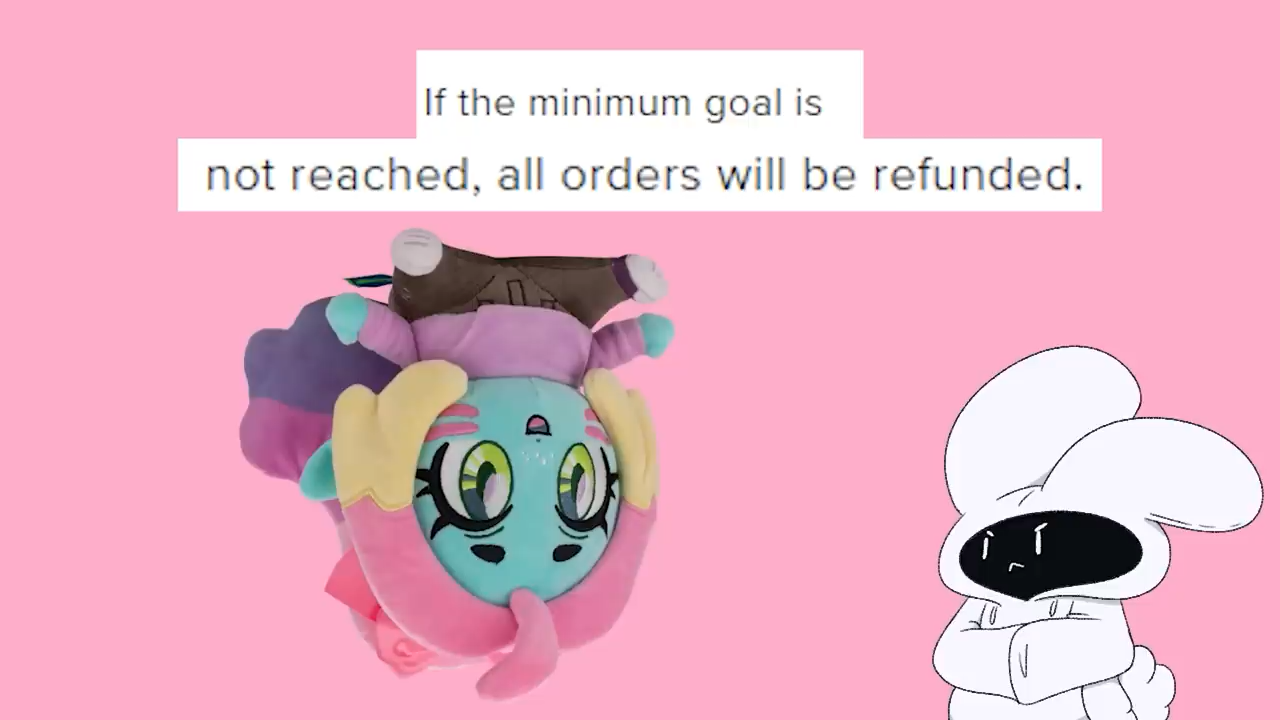 If the minimum goal is
not reached, all orders will be refunded.